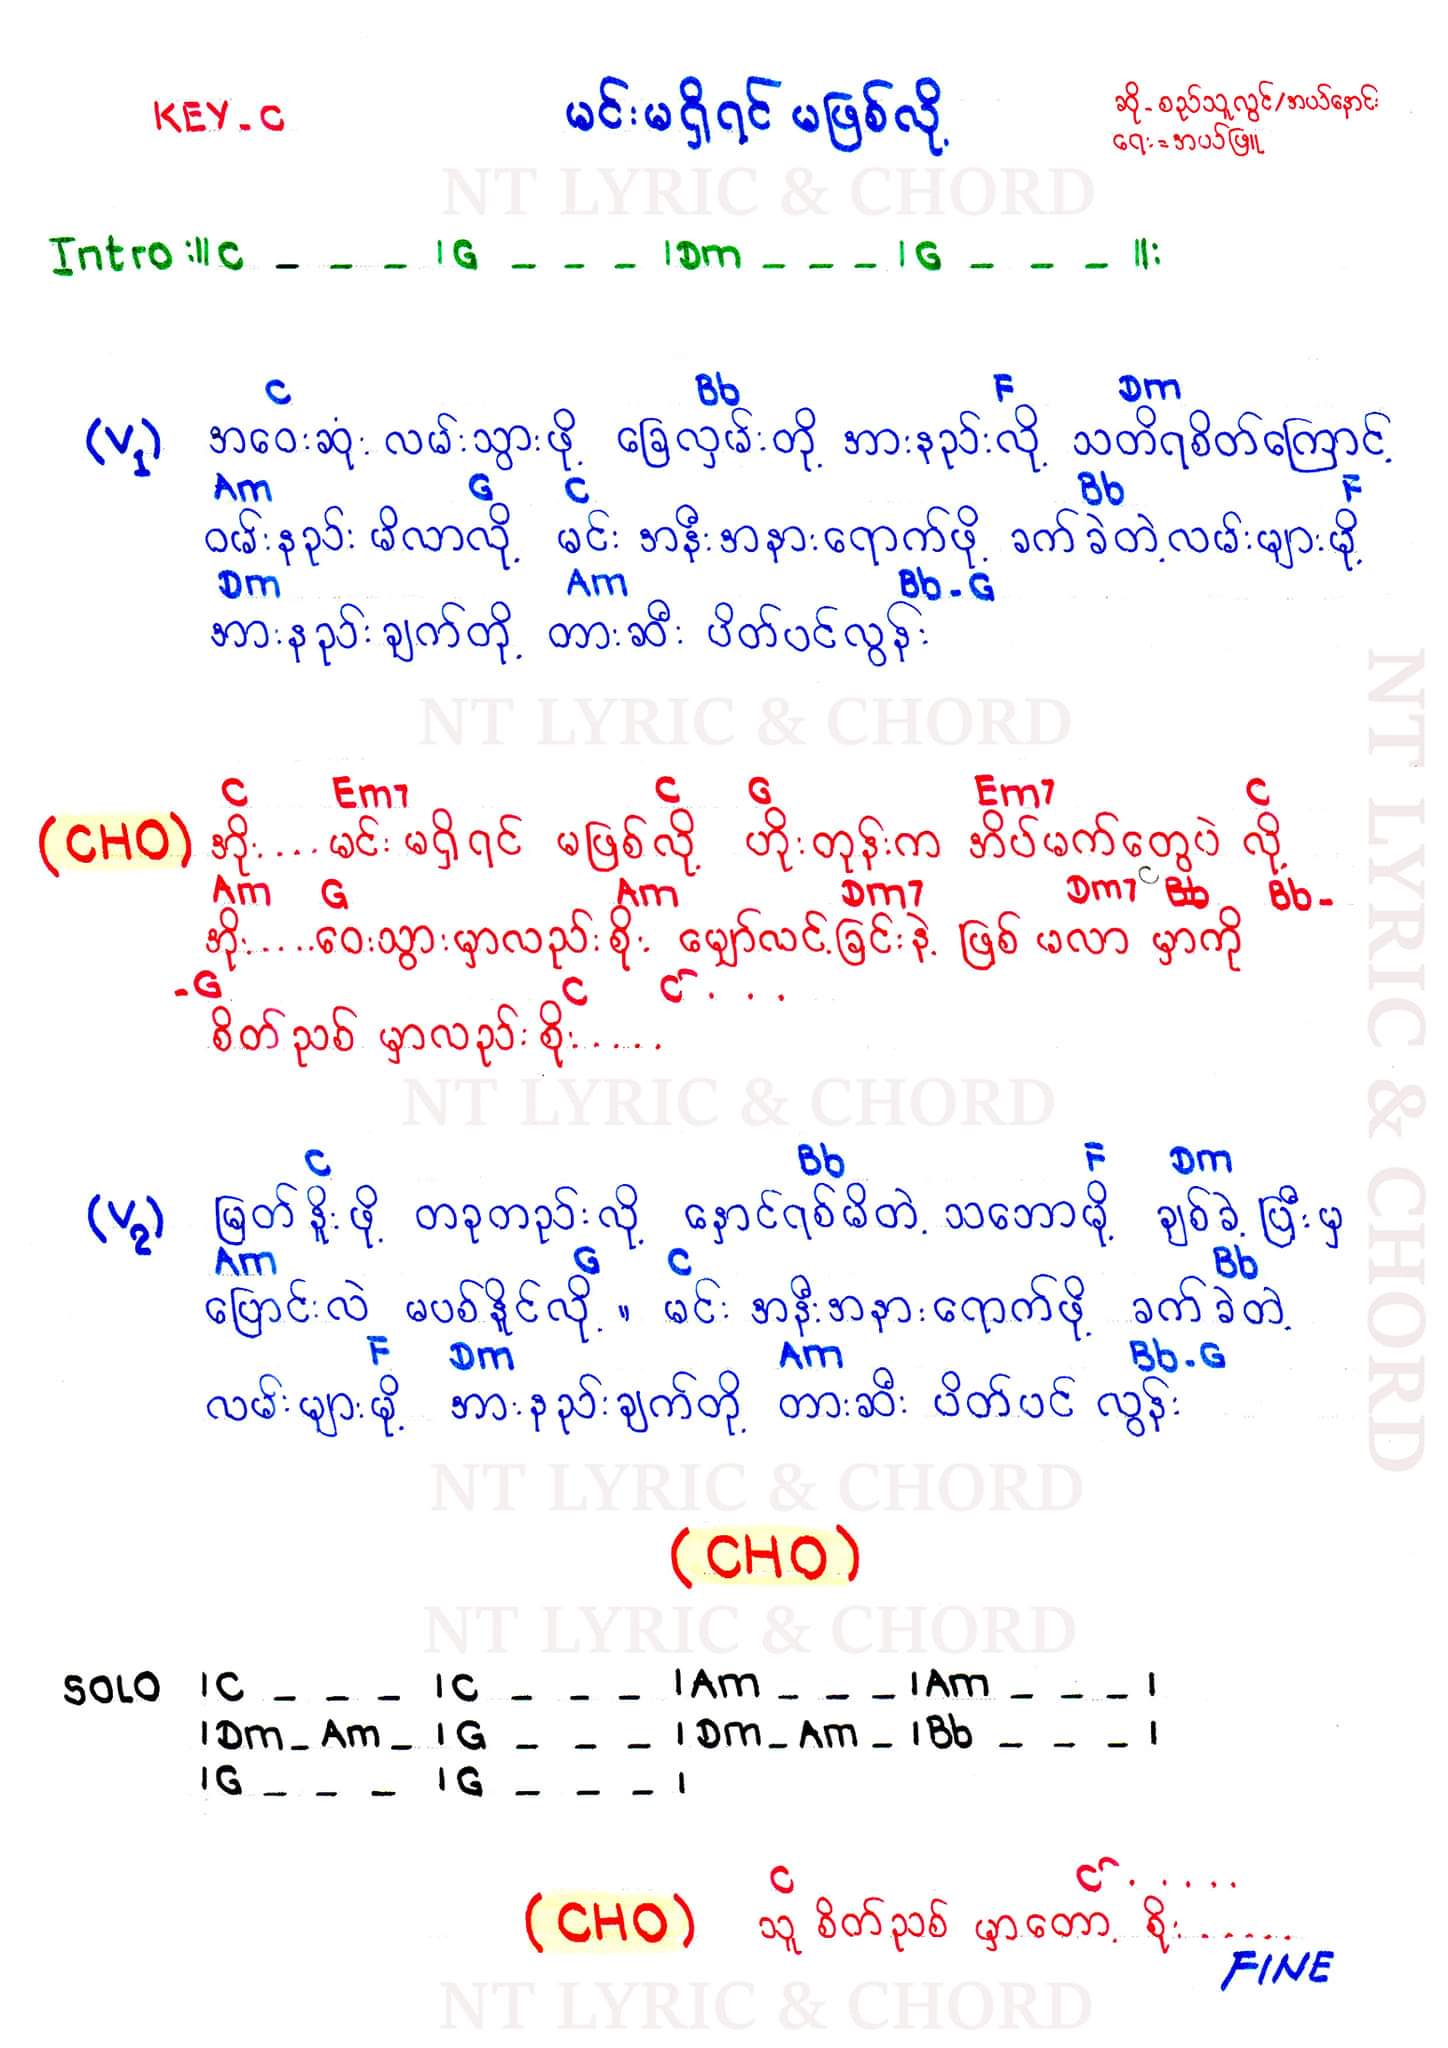 KEY - C
မင်းမရှိရင် မဖြစ်လို့
ဆို - စည်သူလွင်/အယ်နောင်
ရေး = အယ်ဖြူ
NT LYRIC & CHORD
Intro :|| C _ _ _ | G _ _ _ | Dm _ _ _ | G _ _ _ ||:
C Bb F Dm
(V1) အဝေးဆုံး လမ်းသွားဖို့ ခြေလှမ်းတို့ အားနည်းလို့ သတိရစိတ်ကြောင့်
Am G C Bb F
ဝမ်းနည်း မိလာလို့ မင်း အနီးအနားရောက်ဖို့ ခက်ခဲတဲ့လမ်းများမို့
Dm Am Bb - G
အားနည်းချက်တို့ တားဆီး ပိတ်ပင်လွန်း
NT LYRIC & CHORD
C Em7 C G Em7 C
(CHO) အိုး.... မင်းမရှိရင် မဖြစ်လို့ ဟိုးတုန်းက အိပ်မက်တွေပဲ လို့
Am G Am Dm7 Dm7 C Bb Bb -
အိုး.....ဝေးသွားမှာလည်းစိုး မျှော်လင့်ခြင်းနဲ့ ဖြစ် မလာ မှာကို
- G C C . . .
စိတ်ညစ် မှာလည်းစိုး.....
NT LYRIC & CHORD
C Bb F Dm
(V2) မြတ်နိူးဖို့ တခုတည်းလို့ နှောင်ရစ်မိတဲ့ သဘောမို့ ချစ်ခဲ့ပြီးမှ
Am G C Bb
ပြောင်းလဲ မပစ်နိူင်လို့ ။ မင်း အနီးအနားရောက်ဖို့ ခက်ခဲတဲ့
F Dm Am Bb - G
လမ်းများမို့ အားနည်းချက်တို့ တားဆီး ပိတ်ပင် လွန်း
NT LYRIC & CHORD
(CHO)
NT LYRIC & CHORD
SOLO | C _ _ _ | C _ _ _ | Am _ _ _ | Am _ _ _ |
| Dm _ Am _ | G _ _ _ | Dm _ Am _ | Bb _ _ _ |
| G _ _ _ | G _ _ _ |
C C . . . . .
(CHO) သူ စိတ်ညစ် မှာတော့ စိုး......
FINE
NT LYRIC & CHORD
NT LYRIC & CHORD